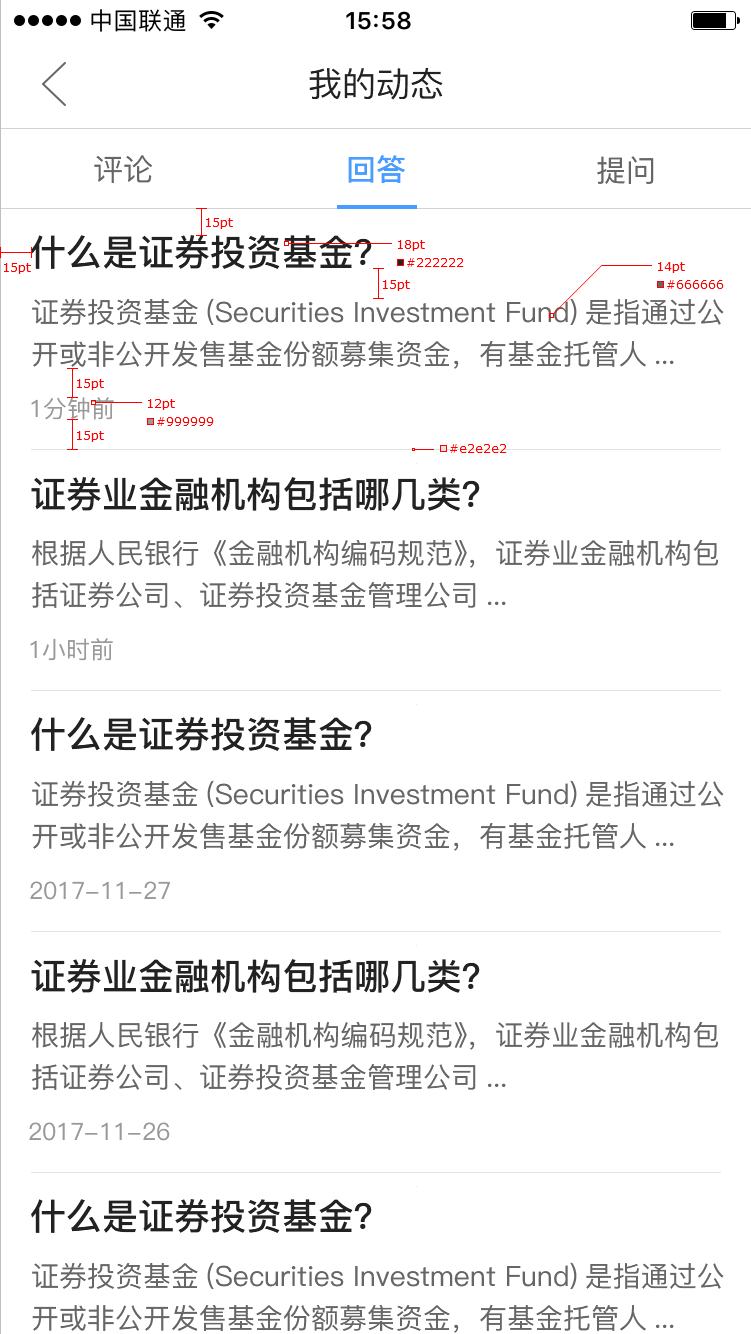 中国联通 15:58
我的动态
评论 回答 提问
15pt
什么是证券投资基金?
18pt
#222222
15pt
15pt
14pt
#666666
证券投资基金 (Securities Investment Fund) 是指通过公
开或非公开发售基金份额募集资金，有基金托管人 ...
15pt
1分钟前
12pt
#999999
15pt
#e2e2e2
证券业金融机构包括哪几类?
根据人民银行《金融机构编码规范》，证券业金融机构包
括证券公司、证券投资基金管理公司 ...
1小时前
什么是证券投资基金?
证券投资基金 (Securities Investment Fund) 是指通过公
开或非公开发售基金份额募集资金，有基金托管人 ...
2017-11-27
证券业金融机构包括哪几类?
根据人民银行《金融机构编码规范》，证券业金融机构包
括证券公司、证券投资基金管理公司 ...
2017-11-26
什么是证券投资基金?
证券投资基金 (Securities Investment Fund) 是指通过公
开或非公开发售基金份额募集资金，有基金托管人 ...